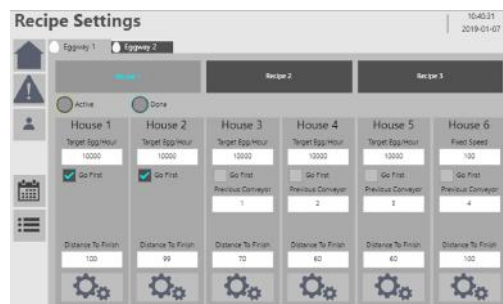 Recipe Settings
10:40:21
2019-01-07
Eggway 1
Eggway 2
Recipe 2
Recipe 3
Active
Done
House 1
House 2
House 3
House 4
House 5
House 6
Target Egg/Hour
Target Egg/Hour
Target Egg/Hour
Target Egg/Hour
Target Egg/Hour
Fixed Speed
10000
10000
10000
10000
10000
100
Go First
Go First
Go First
Go First
Go First
Go First
Previous Conveyor
Previous Conveyor
Previous Conveyor
Previous Conveyor
1
2
3
4
Distance To Finish
Distance To Finish
Distance To Finish
Distance To Finish
Distance To Finish
Distance To Finish
100
99
70
60
60
100